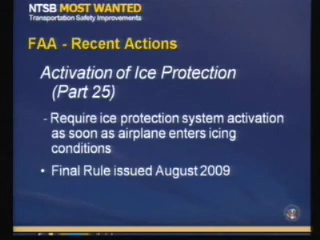 NTSB MOST WANTED
Transportation Safety Improvements
FAA - Recent Actions
Activation of Ice Protection
(Part 25)
- Require ice protection system activation
as soon as airplane enters icing
conditions
• Final Rule issued August 2009